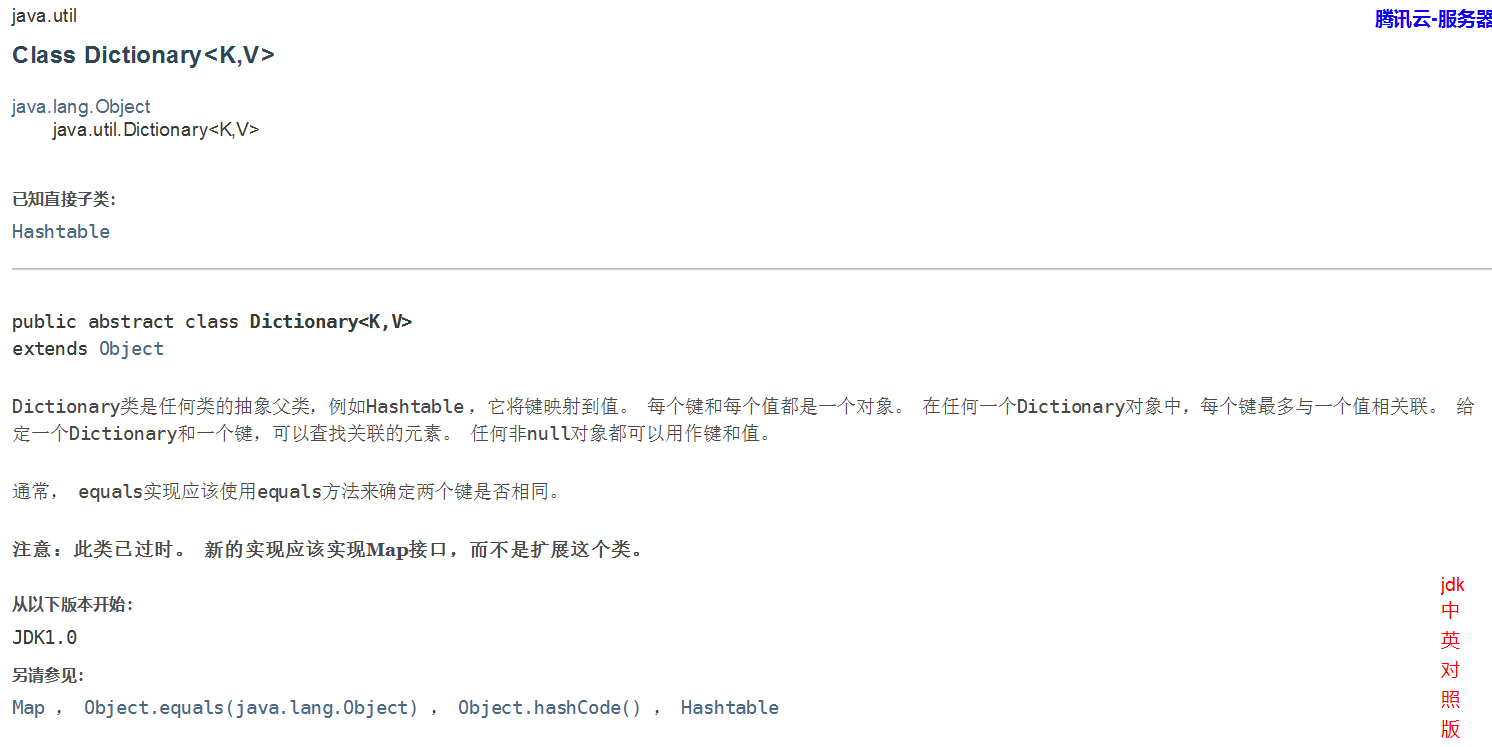 java.util
腾讯云-服务器
Class Dictionary<K,V>
java.lang.Object
java.util.Dictionary<K,V>
已知直接子类：
Hashtable
public abstract class Dictionary<K,V>
extends Object
Dictionary类是任何类的抽象父类，例如Hashtable ，它将键映射到值。 每个键和每个值都是一个对象。 在任何一个Dictionary对象中，每个键最多与一个值相关联。 给
定一个Dictionary和一个键，可以查找关联的元素。 任何非null对象都可以用作键和值。
通常， equals实现应该使用equals方法来确定两个键是否相同。
注意：此类已过时。 新的实现应该实现Map接口，而不是扩展这个类。
从以下版本开始：
JDK1.0
另请参见：
Map ， Object.equals(java.lang.Object) ， Object.hashCode() ， Hashtable
jdk
中
英
对
照
版